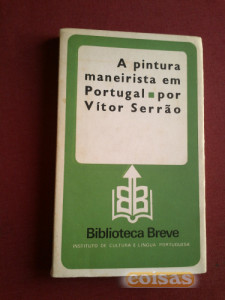 A pintura
maneirista em
Portugal ■ por
Vítor Serrão
Biblioteca Breve
INSTITUTO DE CULTURA E LÍNGUA PORTUGUESA
coisas